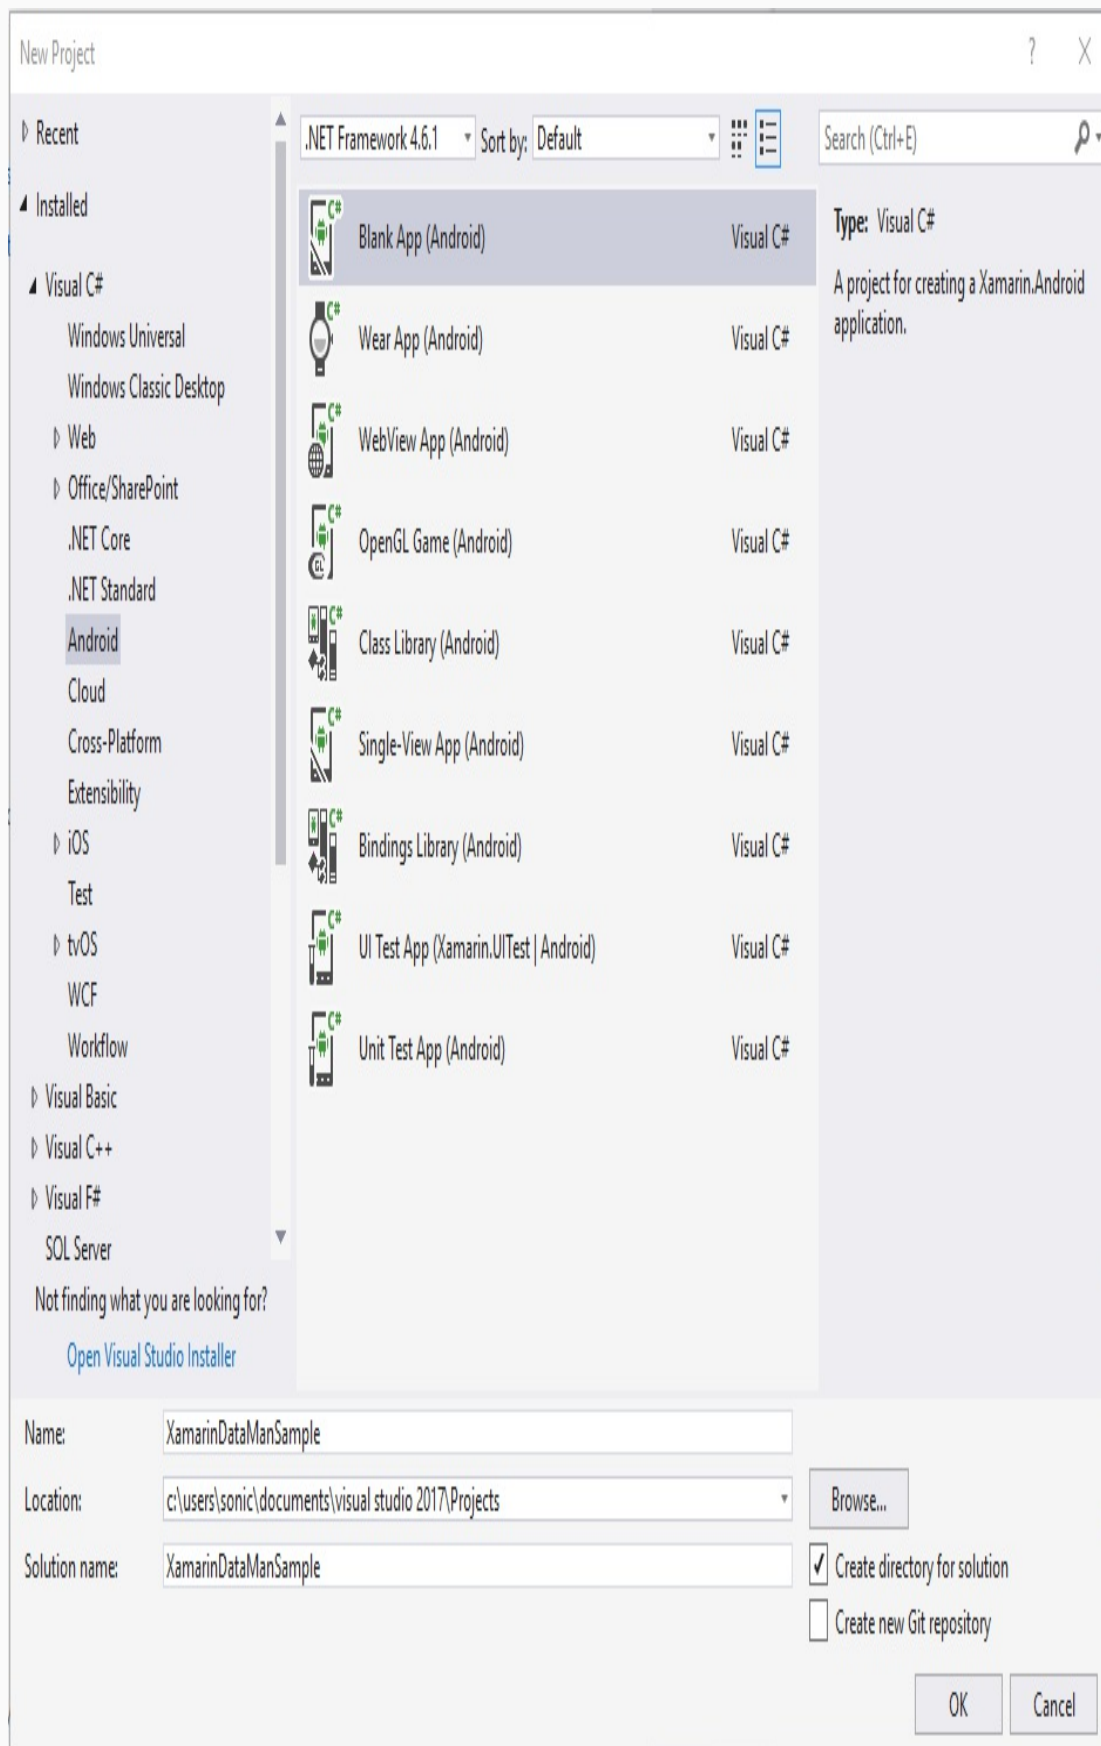 New Project
Recent
Installed
Visual C#
Windows Universal
Windows Classic Desktop
Web
Office/SharePoint
.NET Core
.NET Standard
Android
Cloud
Cross-Platform
Extensibility
iOS
Test
tvOS
WCF
Workflow
Visual Basic
Visual C++
Visual F#
SQL Server
Not finding what you are looking for?
Open Visual Studio Installer
.NET Framework 4.6.1 Sort by: Default
Blank App (Android) Visual C#
Wear App (Android) Visual C#
WebView App (Android) Visual C#
OpenGL Game (Android) Visual C#
Class Library (Android) Visual C#
Single-View App (Android) Visual C#
Bindings Library (Android) Visual C#
UI Test App (Xamarin.UITest | Android) Visual C#
Unit Test App (Android) Visual C#
Search (Ctrl+E)
Type: Visual C#
A project for creating a Xamarin.Android
application.
Name: XamarinDataManSample
Location: c:\users\sonic\documents\visual studio 2017\Projects Browse...
Solution name: XamarinDataManSample
Create directory for solution
Create new Git repository
OK Cancel